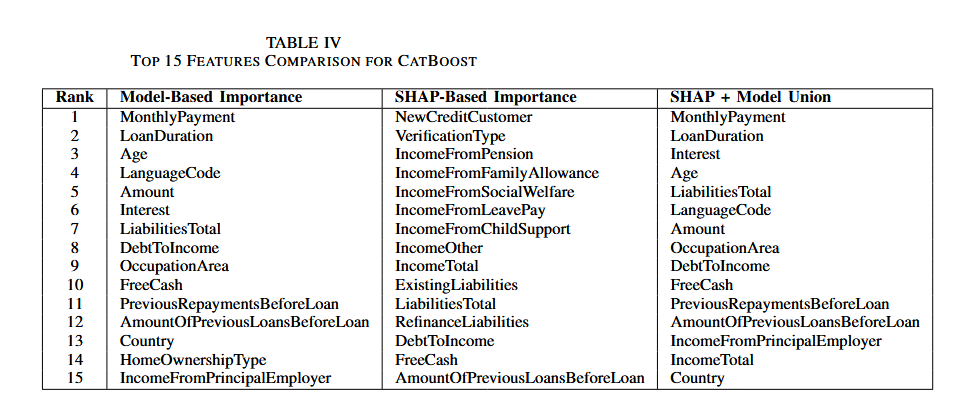 TABLE IV
TOP 15 FEATURES COMPARISON FOR CATBOOST
Rank Model-Based Importance SHAP-Based Importance SHAP + Model Union
1 MonthlyPayment NewCreditCustomer MonthlyPayment
2 LoanDuration VerificationType LoanDuration
3 Age IncomeFromPension Interest
4 LanguageCode IncomeFromFamilyAllowance Age
5 Amount IncomeFromSocialWelfare LiabilitiesTotal
6 Interest IncomeFromLeavePay LanguageCode
7 LiabilitiesTotal IncomeFromChildSupport Amount
8 DebtToIncome IncomeOther OccupationArea
9 OccupationArea IncomeTotal DebtToIncome
10 FreeCash ExistingLiabilities FreeCash
11 PreviousRepaymentsBeforeLoan LiabilitiesTotal PreviousRepaymentsBeforeLoan
12 AmountOfPreviousLoansBeforeLoan RefinanceLiabilities AmountOfPreviousLoansBeforeLoan
13 Country DebtToIncome IncomeFromPrincipalEmployer
14 HomeOwnershipType FreeCash IncomeTotal
15 IncomeFromPrincipalEmployer AmountOfPreviousLoansBeforeLoan Country